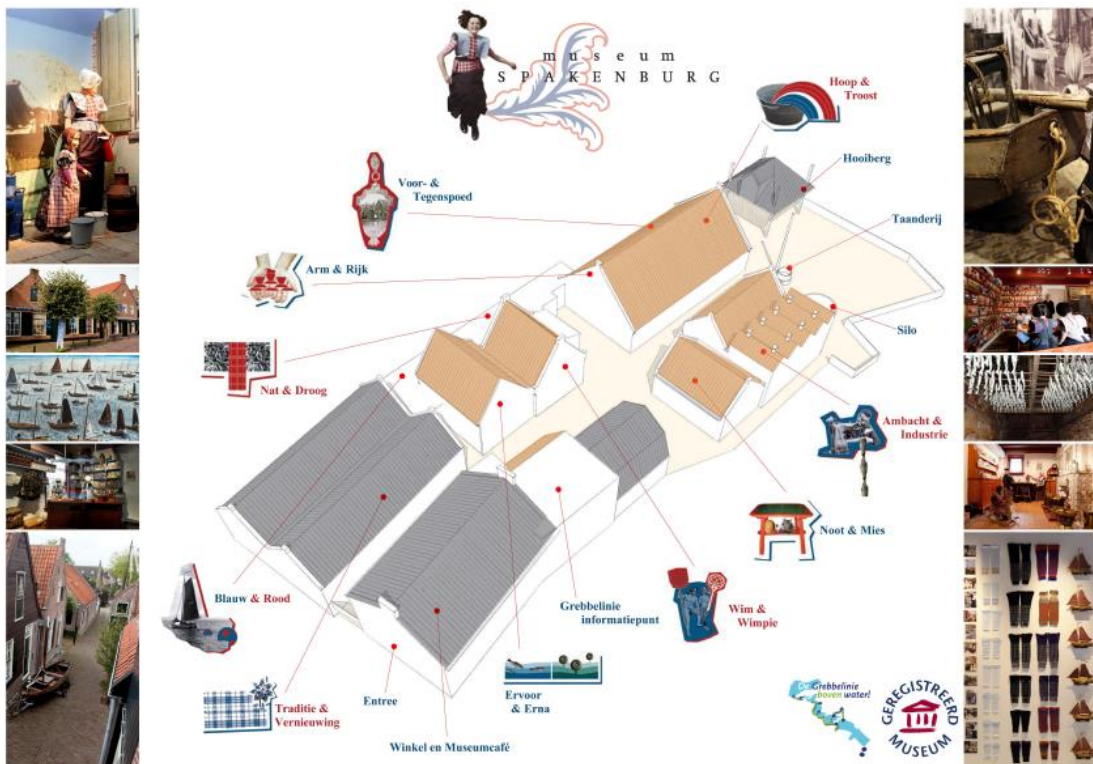 museum
SPAKENBURG
Hoop &
Troost
Hooiberg
Voor- &
Tegenspoed
Taanderij
Arm & Rijk
Silo
Nat & Droog
Ambacht &
Industrie
Noot & Mies
Blauw & Rood
Grebbelinie
informatiepunt
Wim &
Wimpie
Ervoor
& Erna
Entree
Traditie &
Vernieuwing
Winkel en Museumcafé
De Grebbelinie
boven water!
GEREGISTREERD
MUSEUM